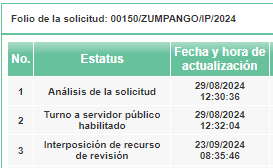 Folio de la solicitud: 00150/ZUMPANGO/IP/2024
No. Estatus Fecha y hora de
actualización
1 Análisis de la solicitud 29/08/2024
12:30:36
2 Turno a servidor público
habilitado 29/08/2024
12:32:04
3 Interposición de recurso
de revisión 23/09/2024
08:35:46